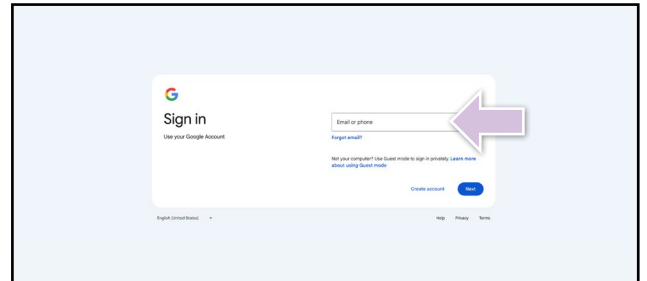 Sign in
Use your Google Account
Email or phone
Forgot email?
Not your computer? Use Guest mode to sign in privately. Learn more
about using Guest mode
Create account
Next
English (United States)
Help Privacy Terms